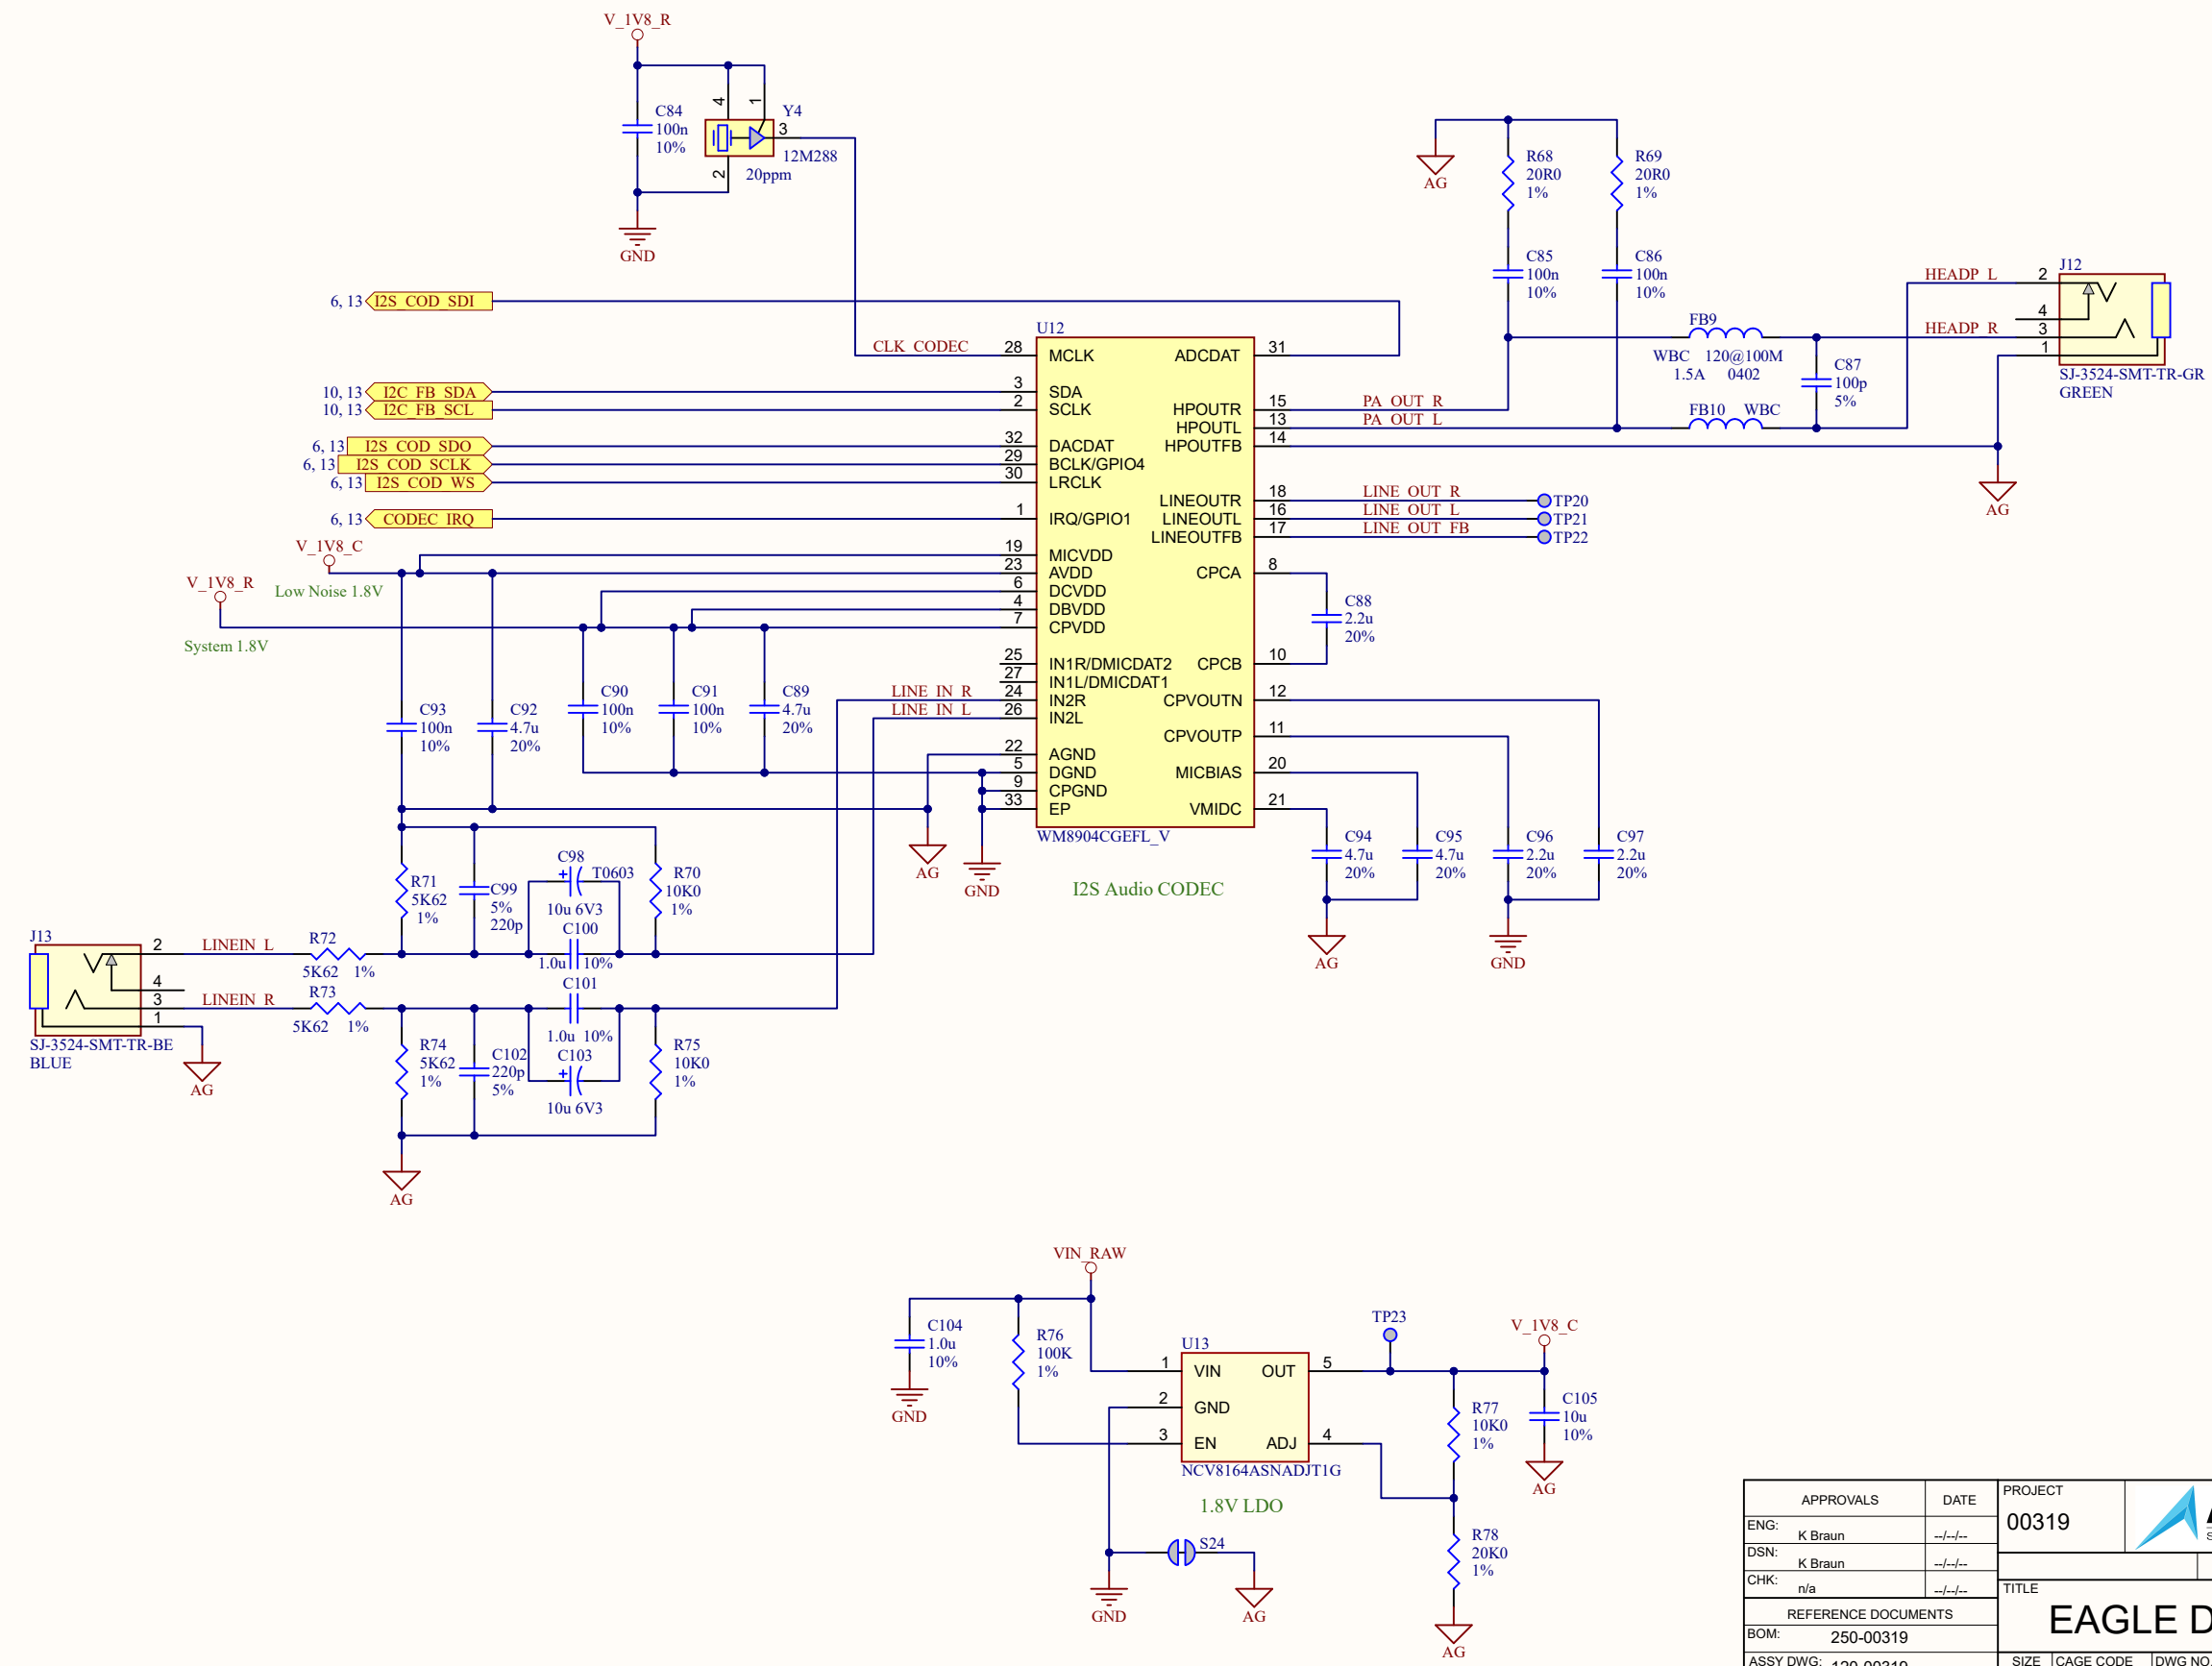 V_1V8_R
C84
100n
10%
4
1
Y4
3
12M288
2
20ppm
GND
AG
R68
20R0
1%
R69
20R0
1%
C85
100n
10%
C86
100n
10%
6, 13 I2S_COD_SDI
CLK_CODEC
10, 13 I2C_FB_SDA
10, 13 I2C_FB_SCL
6, 13 I2S_COD_SDO
6, 13 I2S_COD_SCLK
6, 13 I2S_COD_WS
6, 13 CODEC_IRQ
V_1V8_C
V_1V8_R
Low Noise 1.8V
System 1.8V
U12
28 MCLK
3 SDA
2 SCLK
32 DACDAT
29 BCLK/GPIO4
30 LRCLK
1 IRQ/GPIO1
19 MICVDD
23 AVDD
6 DCVDD
4 DBVDD
7 CPVDD
25 IN1R/DMICDAT2
27 IN1L/DMICDAT1
LINE_IN_R 24 IN2R
LINE_IN_L 26 IN2L
22 AGND
5 DGND
9 CPGND
33 EP
ADCDAT 31
HPOUTR 15 PA_OUT_R
HPOUTL 13 PA_OUT_L
HPOUTFB 14
LINEOUTR 18 LINE_OUT_R TP20
LINEOUTL 16 LINE_OUT_L TP21
LINEOUTFB 17 LINE_OUT_FB TP22
CPCA 8
CPCB 10
CPVOUTN 12
CPVOUTP 11
MICBIAS 20
VMIDC 21
WM8904CGEFL_V
I2S Audio CODEC
C88
2.2u
20%
FB9
WBC 120@100M
1.5A 0402
FB10 WBC
C87
100p
5%
HEADP_L
HEADP_R
J12
2
4
3
1
SJ-3524-SMT-TR-GR
GREEN
AG
C93
100n
10%
C92
4.7u
20%
C90
100n
10%
C91
100n
10%
C89
4.7u
20%
AG
GND
C94
4.7u
20%
C95
4.7u
20%
C96
2.2u
20%
C97
2.2u
20%
AG
GND
R71
5K62
1%
C99
5%
220p
C98
T0603
10u 6V3
C100
1.0u 10%
R70
10K0
1%
J13
2
4
3
1
SJ-3524-SMT-TR-BE
BLUE
AG
LINEIN_L
R72
5K62 1%
LINEIN_R
R73
5K62 1%
C101
1.0u 10%
C103
10u 6V3
R74
5K62
1%
C102
220p
5%
R75
10K0
1%
AG
VIN_RAW
C104
1.0u
10%
GND
R76
100K
1%
U13
1 VIN
2 GND
3 EN
OUT 5
ADJ 4
NCV8164ASNADJT1G
1.8V LDO
TP23
V_1V8_C
R77
10K0
1%
C105
10u
10%
AG
R78
20K0
1%
AG
S24
GND
AG
APPROVALS DATE
ENG: K Braun --/--/--
DSN: K Braun --/--/--
CHK: n/a --/--/--
REFERENCE DOCUMENTS
BOM: 250-00319
ASSY DWG: 120-00319
PROJECT
00319
TITLE
EAGLE D
SIZE CAGE CODE DWG NO.